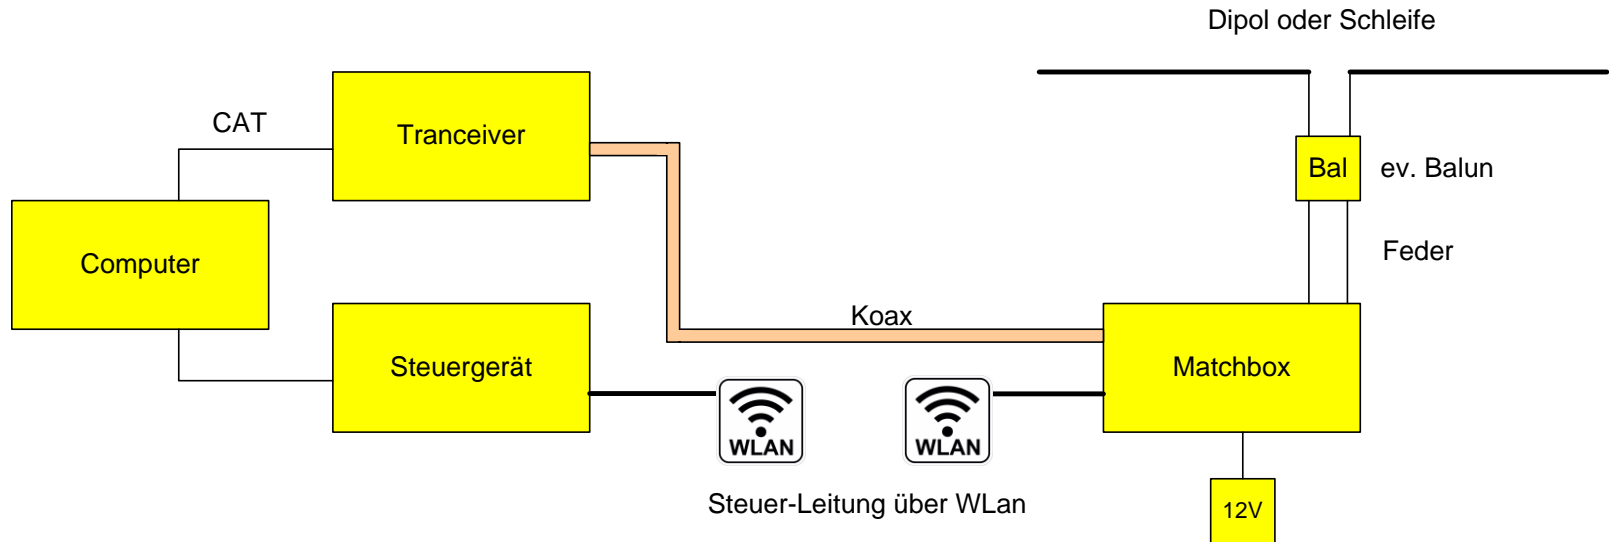 Dipol oder Schleife
CAT
Tranceiver
Bal
ev. Balun
Computer
Feder
Koax
Steuergerät
Matchbox
WLAN
WLAN
Steuer-Leitung über WLan
12V